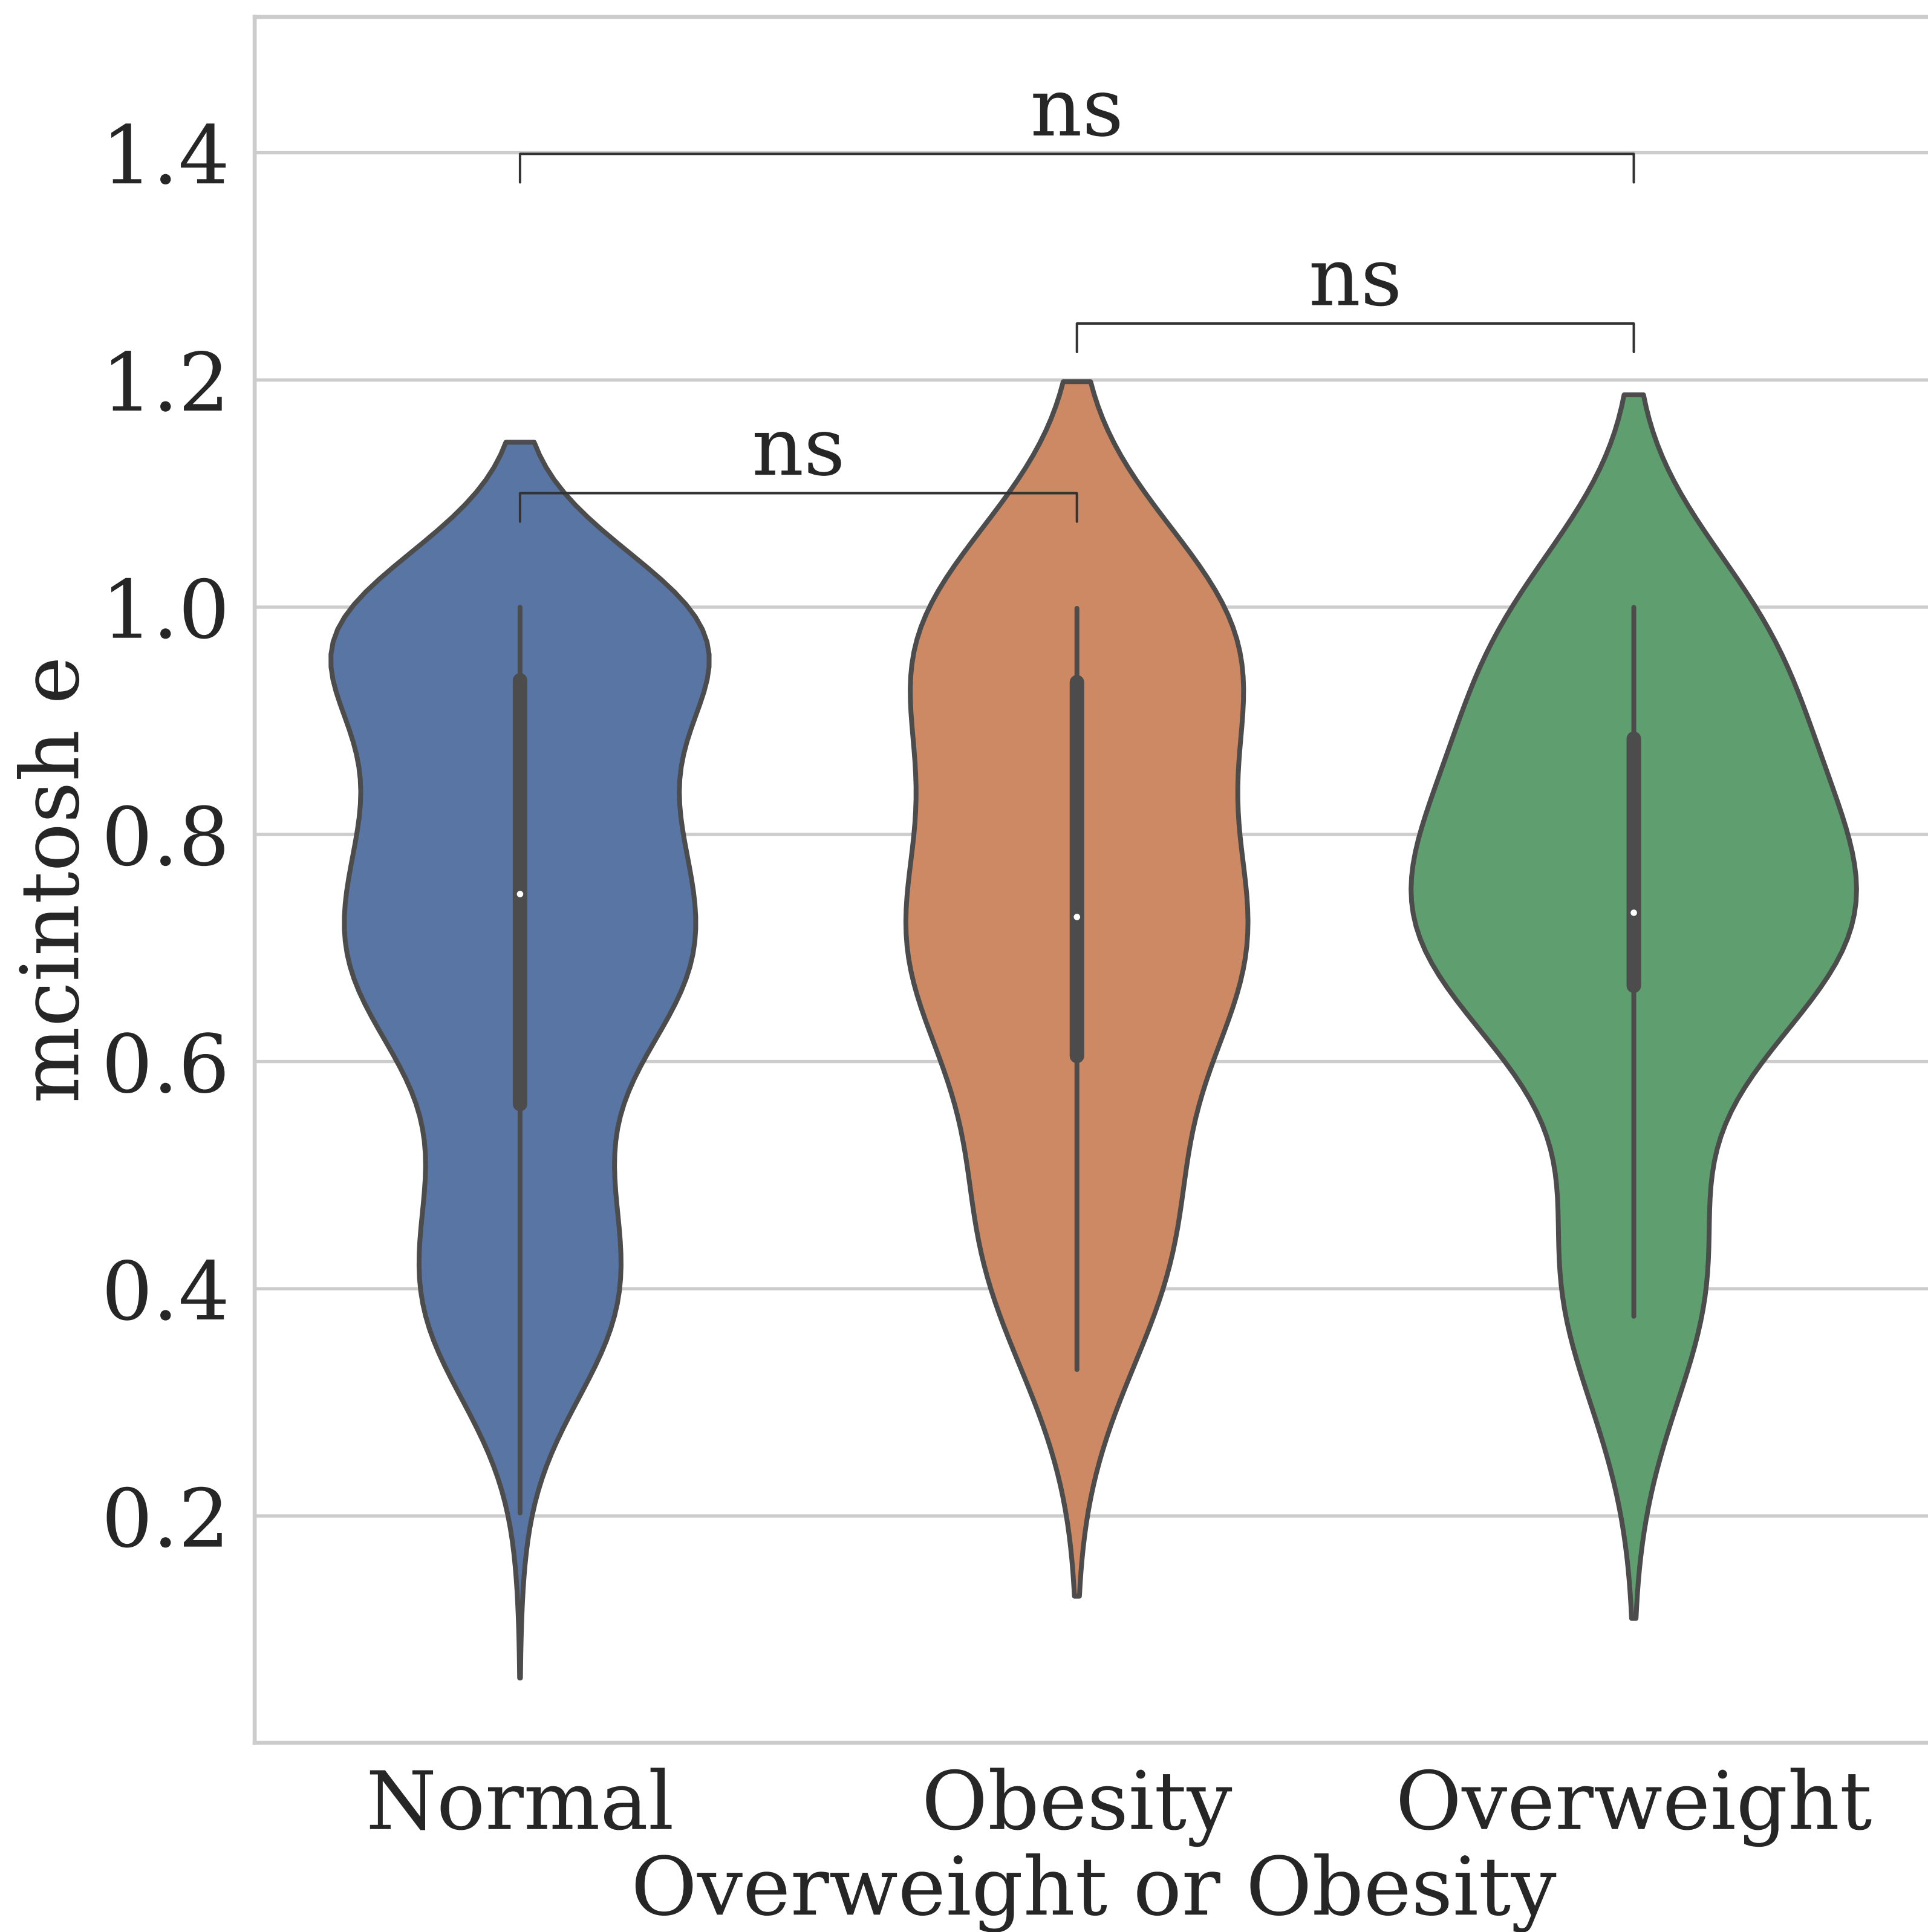 ns
1.4
ns
1.2
ns
1.0
mcintosh e
0.8
0.6
0.4
0.2
Normal Obesity Overweight
Overweight or Obesity